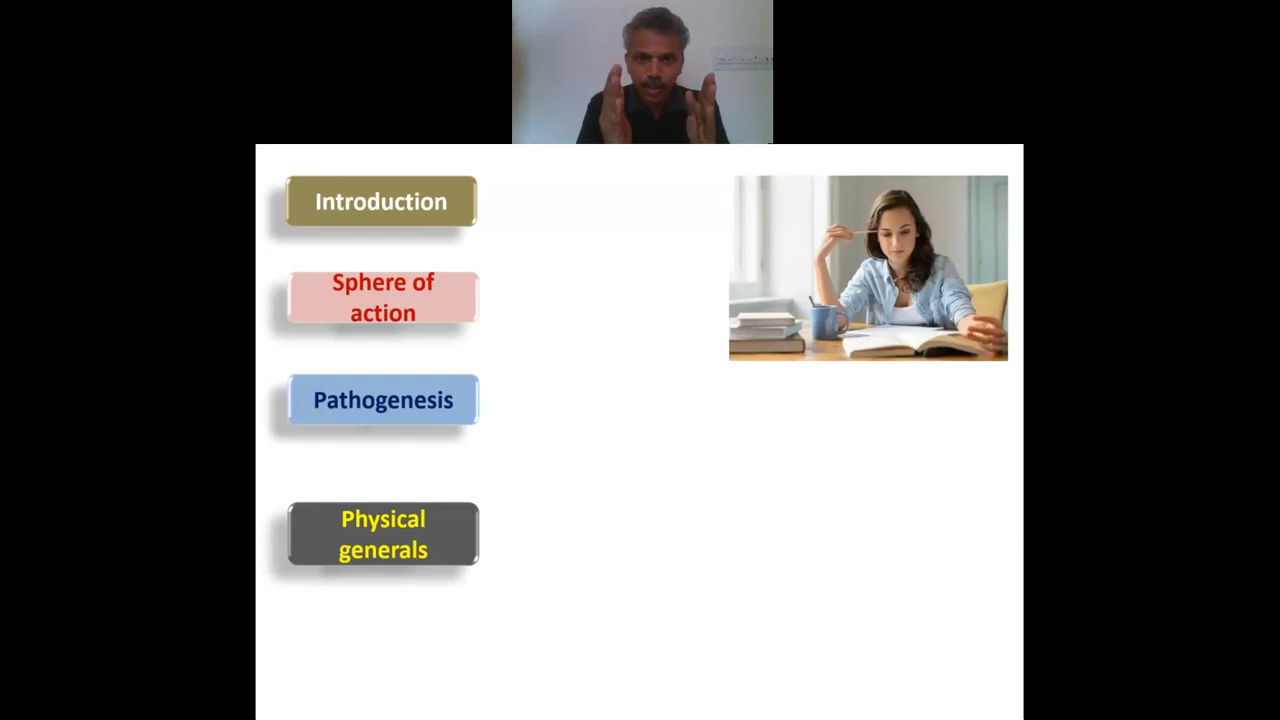 Introduction
Sphere of
action
Pathogenesis
Physical
generals